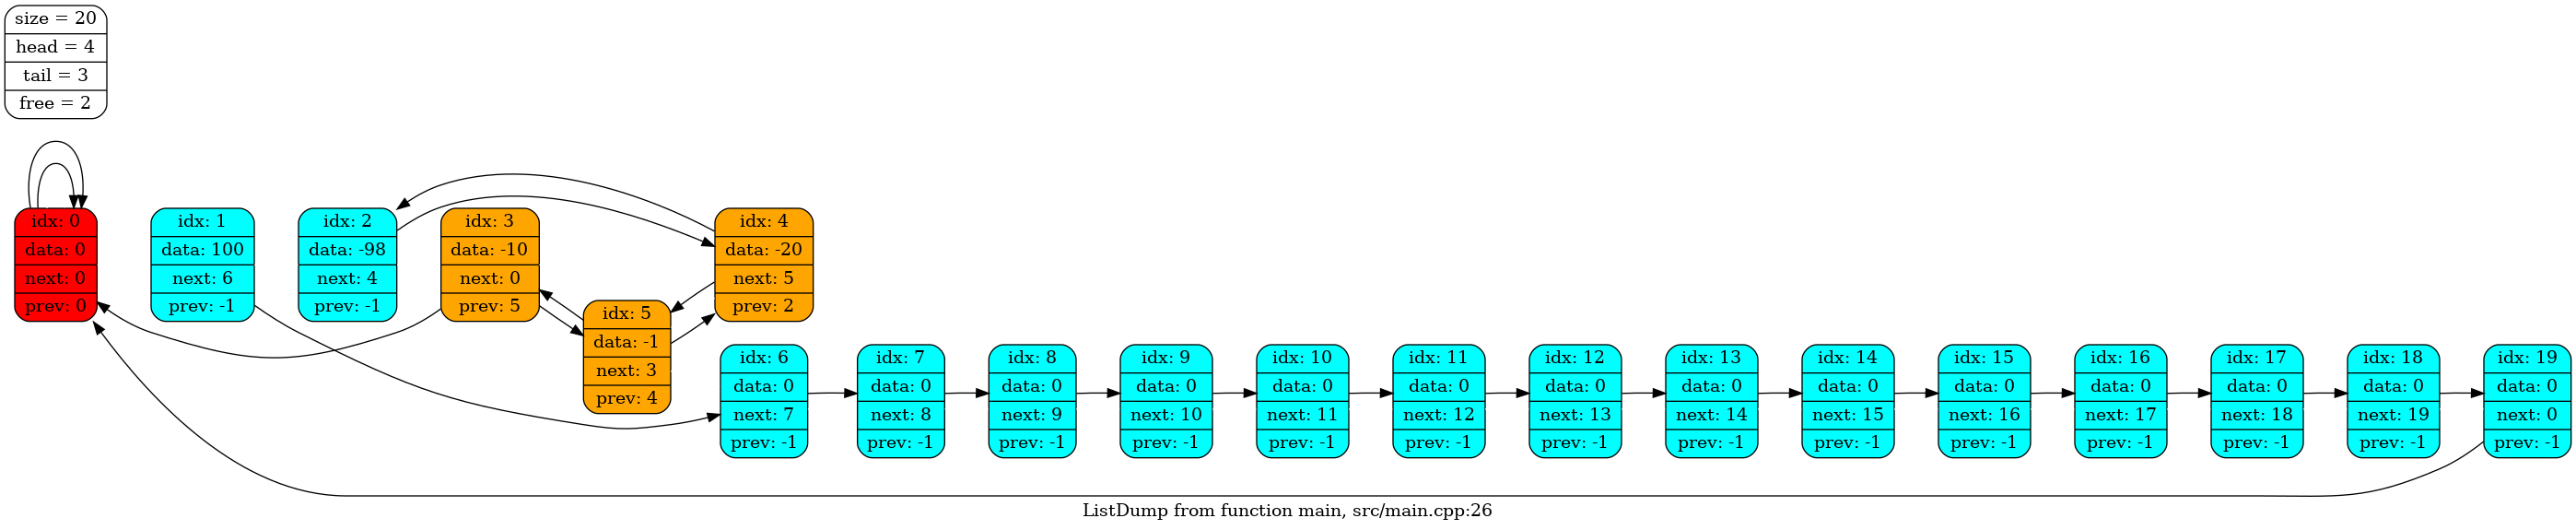 size = 20
head = 4
tail = 3
free = 2
idx: 0
data: 0
next: 0
prev: 0
idx: 1
data: 100
next: 6
prev: -1
idx: 2
data: -98
next: 4
prev: -1
idx: 3
data: -10
next: 0
prev: 5
idx: 4
data: -20
next: 5
prev: 2
idx: 5
data: -1
next: 3
prev: 4
idx: 6
data: 0
next: 7
prev: -1
idx: 7
data: 0
next: 8
prev: -1
idx: 8
data: 0
next: 9
prev: -1
idx: 9
data: 0
next: 10
prev: -1
idx: 10
data: 0
next: 11
prev: -1
idx: 11
data: 0
next: 12
prev: -1
idx: 12
data: 0
next: 13
prev: -1
idx: 13
data: 0
next: 14
prev: -1
idx: 14
data: 0
next: 15
prev: -1
idx: 15
data: 0
next: 16
prev: -1
idx: 16
data: 0
next: 17
prev: -1
idx: 17
data: 0
next: 18
prev: -1
idx: 18
data: 0
next: 19
prev: -1
idx: 19
data: 0
next: 0
prev: -1
ListDump from function main, src/main.cpp:26